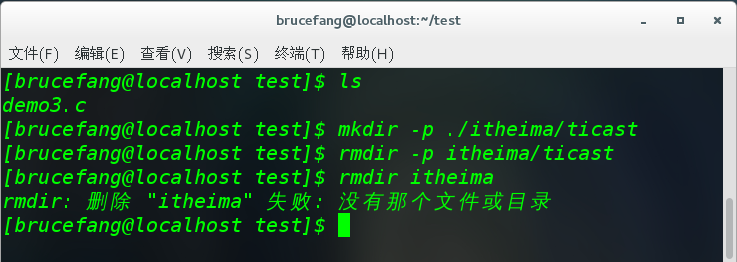 brucefang@localhost:~/test
文件(F) 编辑(E) 查看(V) 搜索(S) 终端(T) 帮助(H)
[brucefang@localhost test]$ ls
demo3.c
[brucefang@localhost test]$ mkdir -p ./itheima/ticast
[brucefang@localhost test]$ rmdir -p itheima/ticast
[brucefang@localhost test]$ rmdir itheima
rmdir: 删除 "itheima" 失败: 没有那个文件或目录
[brucefang@localhost test]$